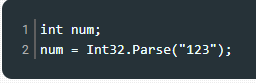 1 int num;
2 num = Int32.Parse("123");